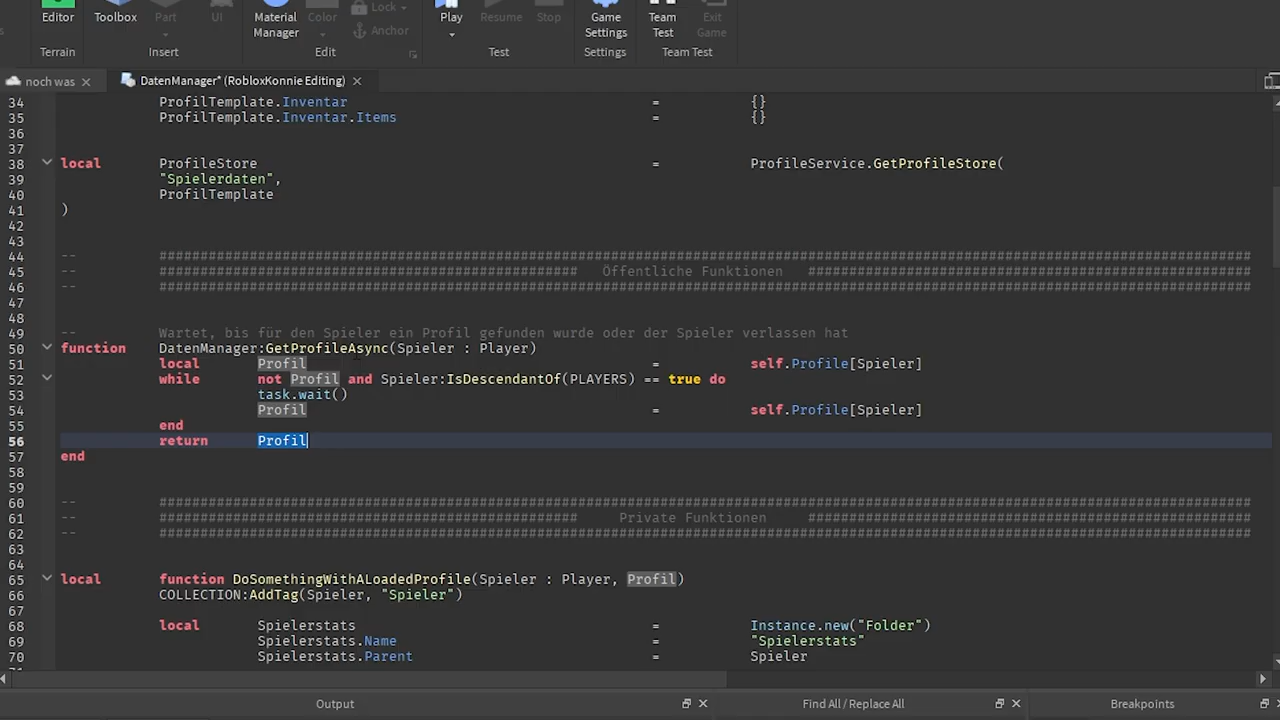 Editor Toolbox Part UI Material Manager Color Lock Anchor Play Resume Stop Game Settings Team Test Exit Game
Terrain Insert Edit Test Settings Team Test
noch was DatenManager* (RobloxKonnie Editing)
34 ProfilTemplate.Inventar = {}
35 ProfilTemplate.Inventar.Items = {}
36
37
38 local ProfileStore = ProfileService.GetProfileStore(
39 "Spielerdaten",
40 ProfilTemplate
41 )
42
43
44 -- ####################################################################################################################################
45 -- ################################################### Öffentliche Funktionen ######################################################
46 -- ####################################################################################################################################
47
48
49 -- Wartet, bis für den Spieler ein Profil gefunden wurde oder der Spieler verlassen hat
50 function DatenManager:GetProfileAsync(Spieler : Player)
51 local Profil = self.Profile[Spieler]
52 while not Profil and Spieler:IsDescendantOf(PLAYERS) == true do
53 task.wait()
54 Profil = self.Profile[Spieler]
55 end
56 return Profil
57 end
58
59
60 -- ####################################################################################################################################
61 -- ################################################### Private Funktionen ######################################################
62 -- ####################################################################################################################################
63
64
65 local function DoSomethingWithALoadedProfile(Spieler : Player, Profil)
66 COLLECTION:AddTag(Spieler, "Spieler")
67
68 local Spielerstats = Instance.new("Folder")
69 Spielerstats.Name = "Spielerstats"
70 Spielerstats.Parent = Spieler
Output Find All / Replace All Breakpoints